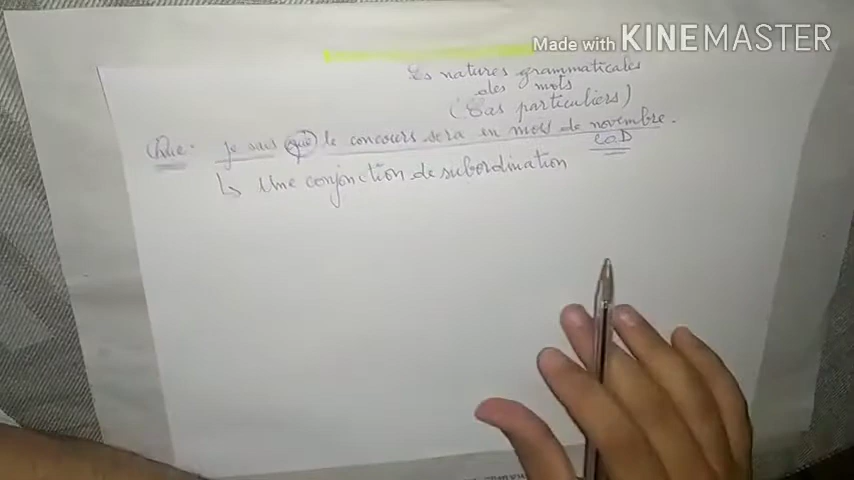 Made with KINEMASTER
Les natures grammaticales
des mots
(Cas particuliers)
Que: je sais que le concours sera en mois de novembre.
COD
↳ Une conjonction de subordination